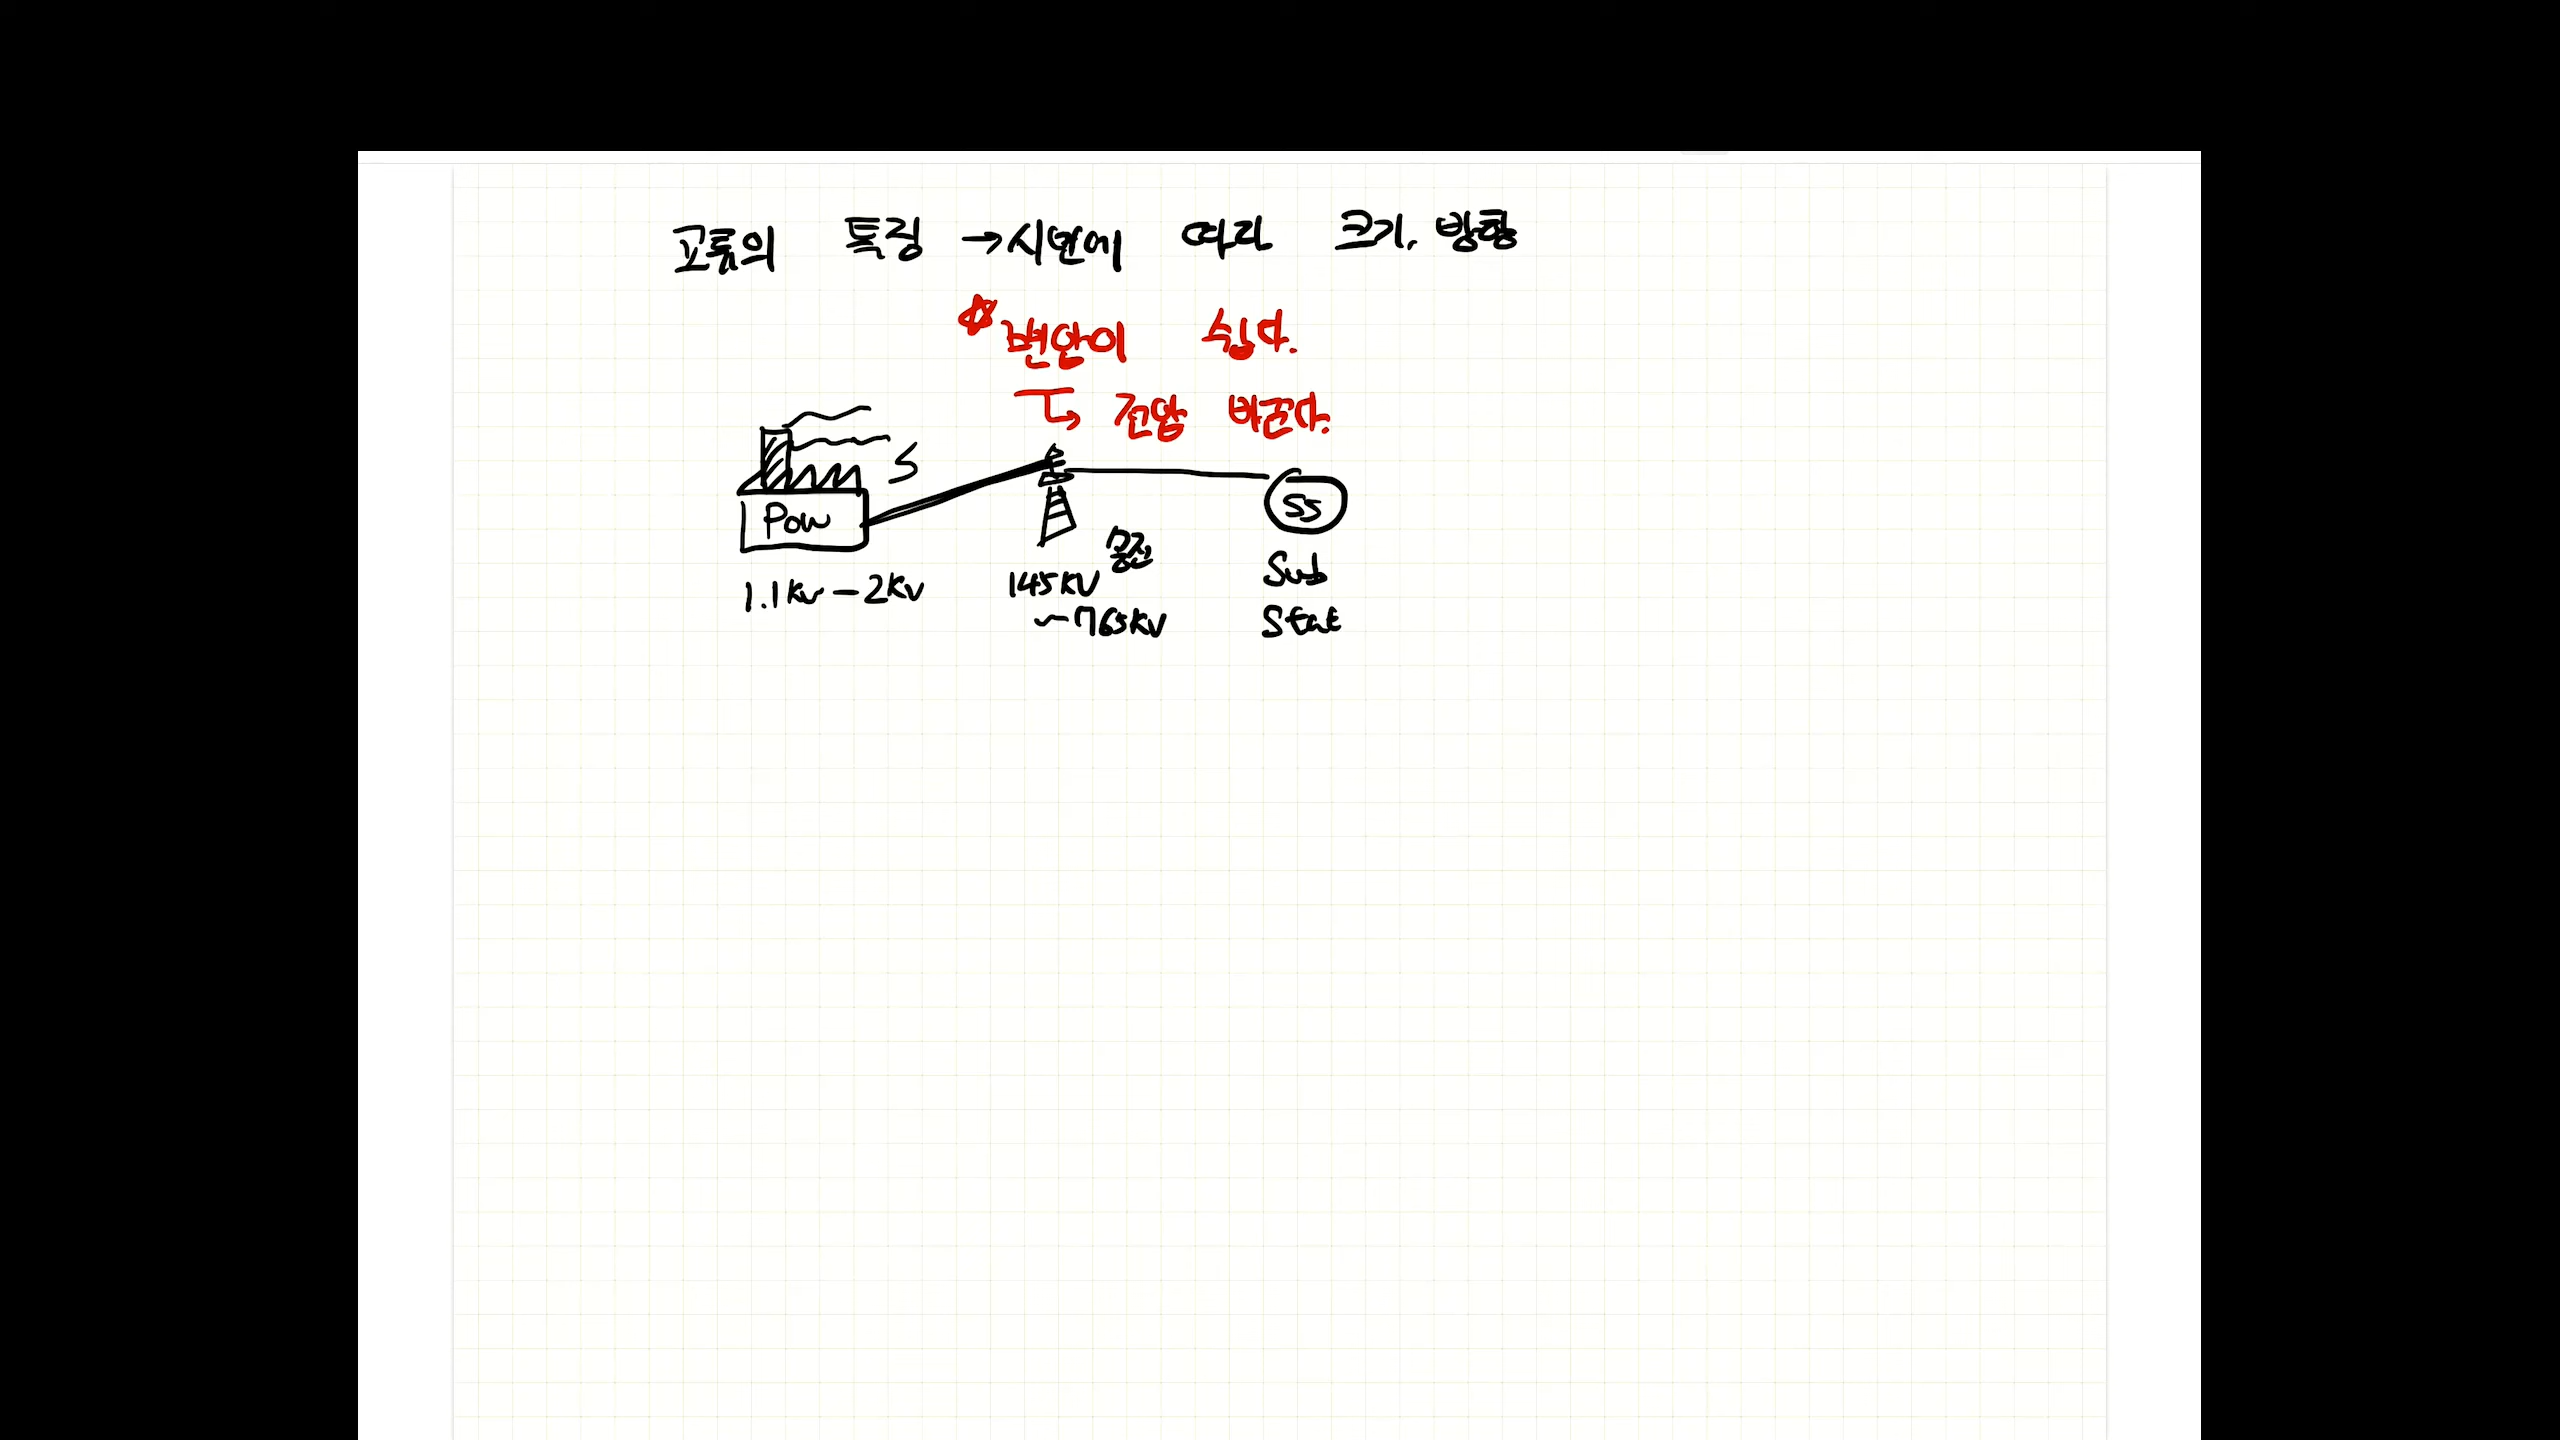 교류의 특징 → 시간에 따라 크기. 방향
☆ 변압이 쉽다.
↳ 전압 바꾼다.
Pow
SS
1.1kv - 2kv
송전
145kV
~765kV
Sub
Stat